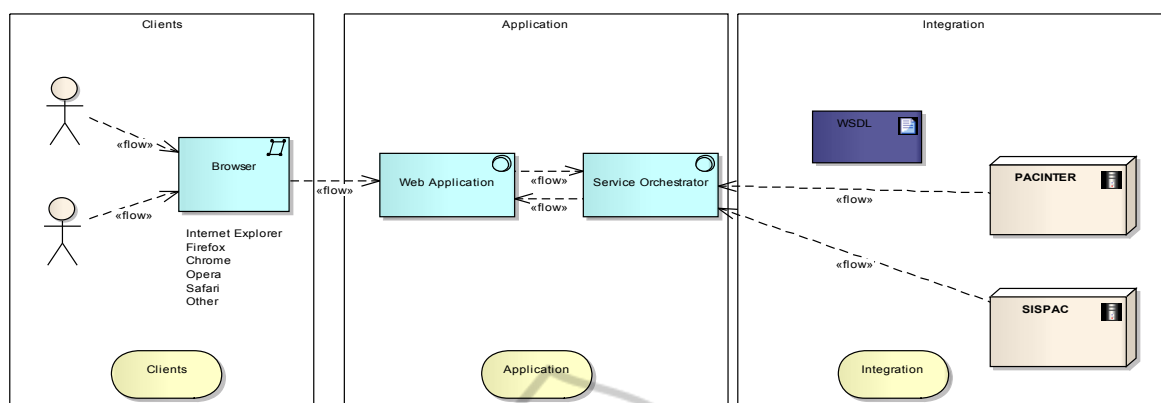 Clients
Application
Integration
«flow»
Browser
«flow»
Internet Explorer
Firefox
Chrome
Opera
Safari
Other
Clients
«flow»
Web Application
«flow»
«flow»
Service Orchestrator
Application
WSDL
PACINTER
«flow»
«flow»
SISPAC
Integration